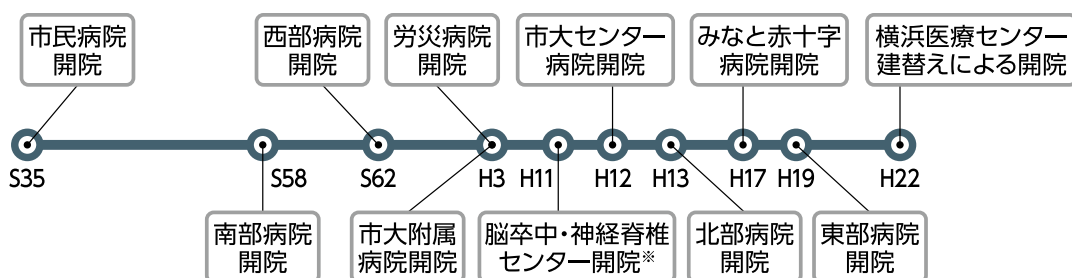 市民病院
開院
西部病院
開院
労災病院
開院
市大センター
病院開院
みなと赤十字
病院開院
横浜医療センター
建替えによる開院
S35
S58
S62
H3
H11
H12
H13
H17
H19
H22
南部病院
開院
市大附属
病院開院
脳卒中・神経脊椎
センター開院※
北部病院
開院
東部病院
開院